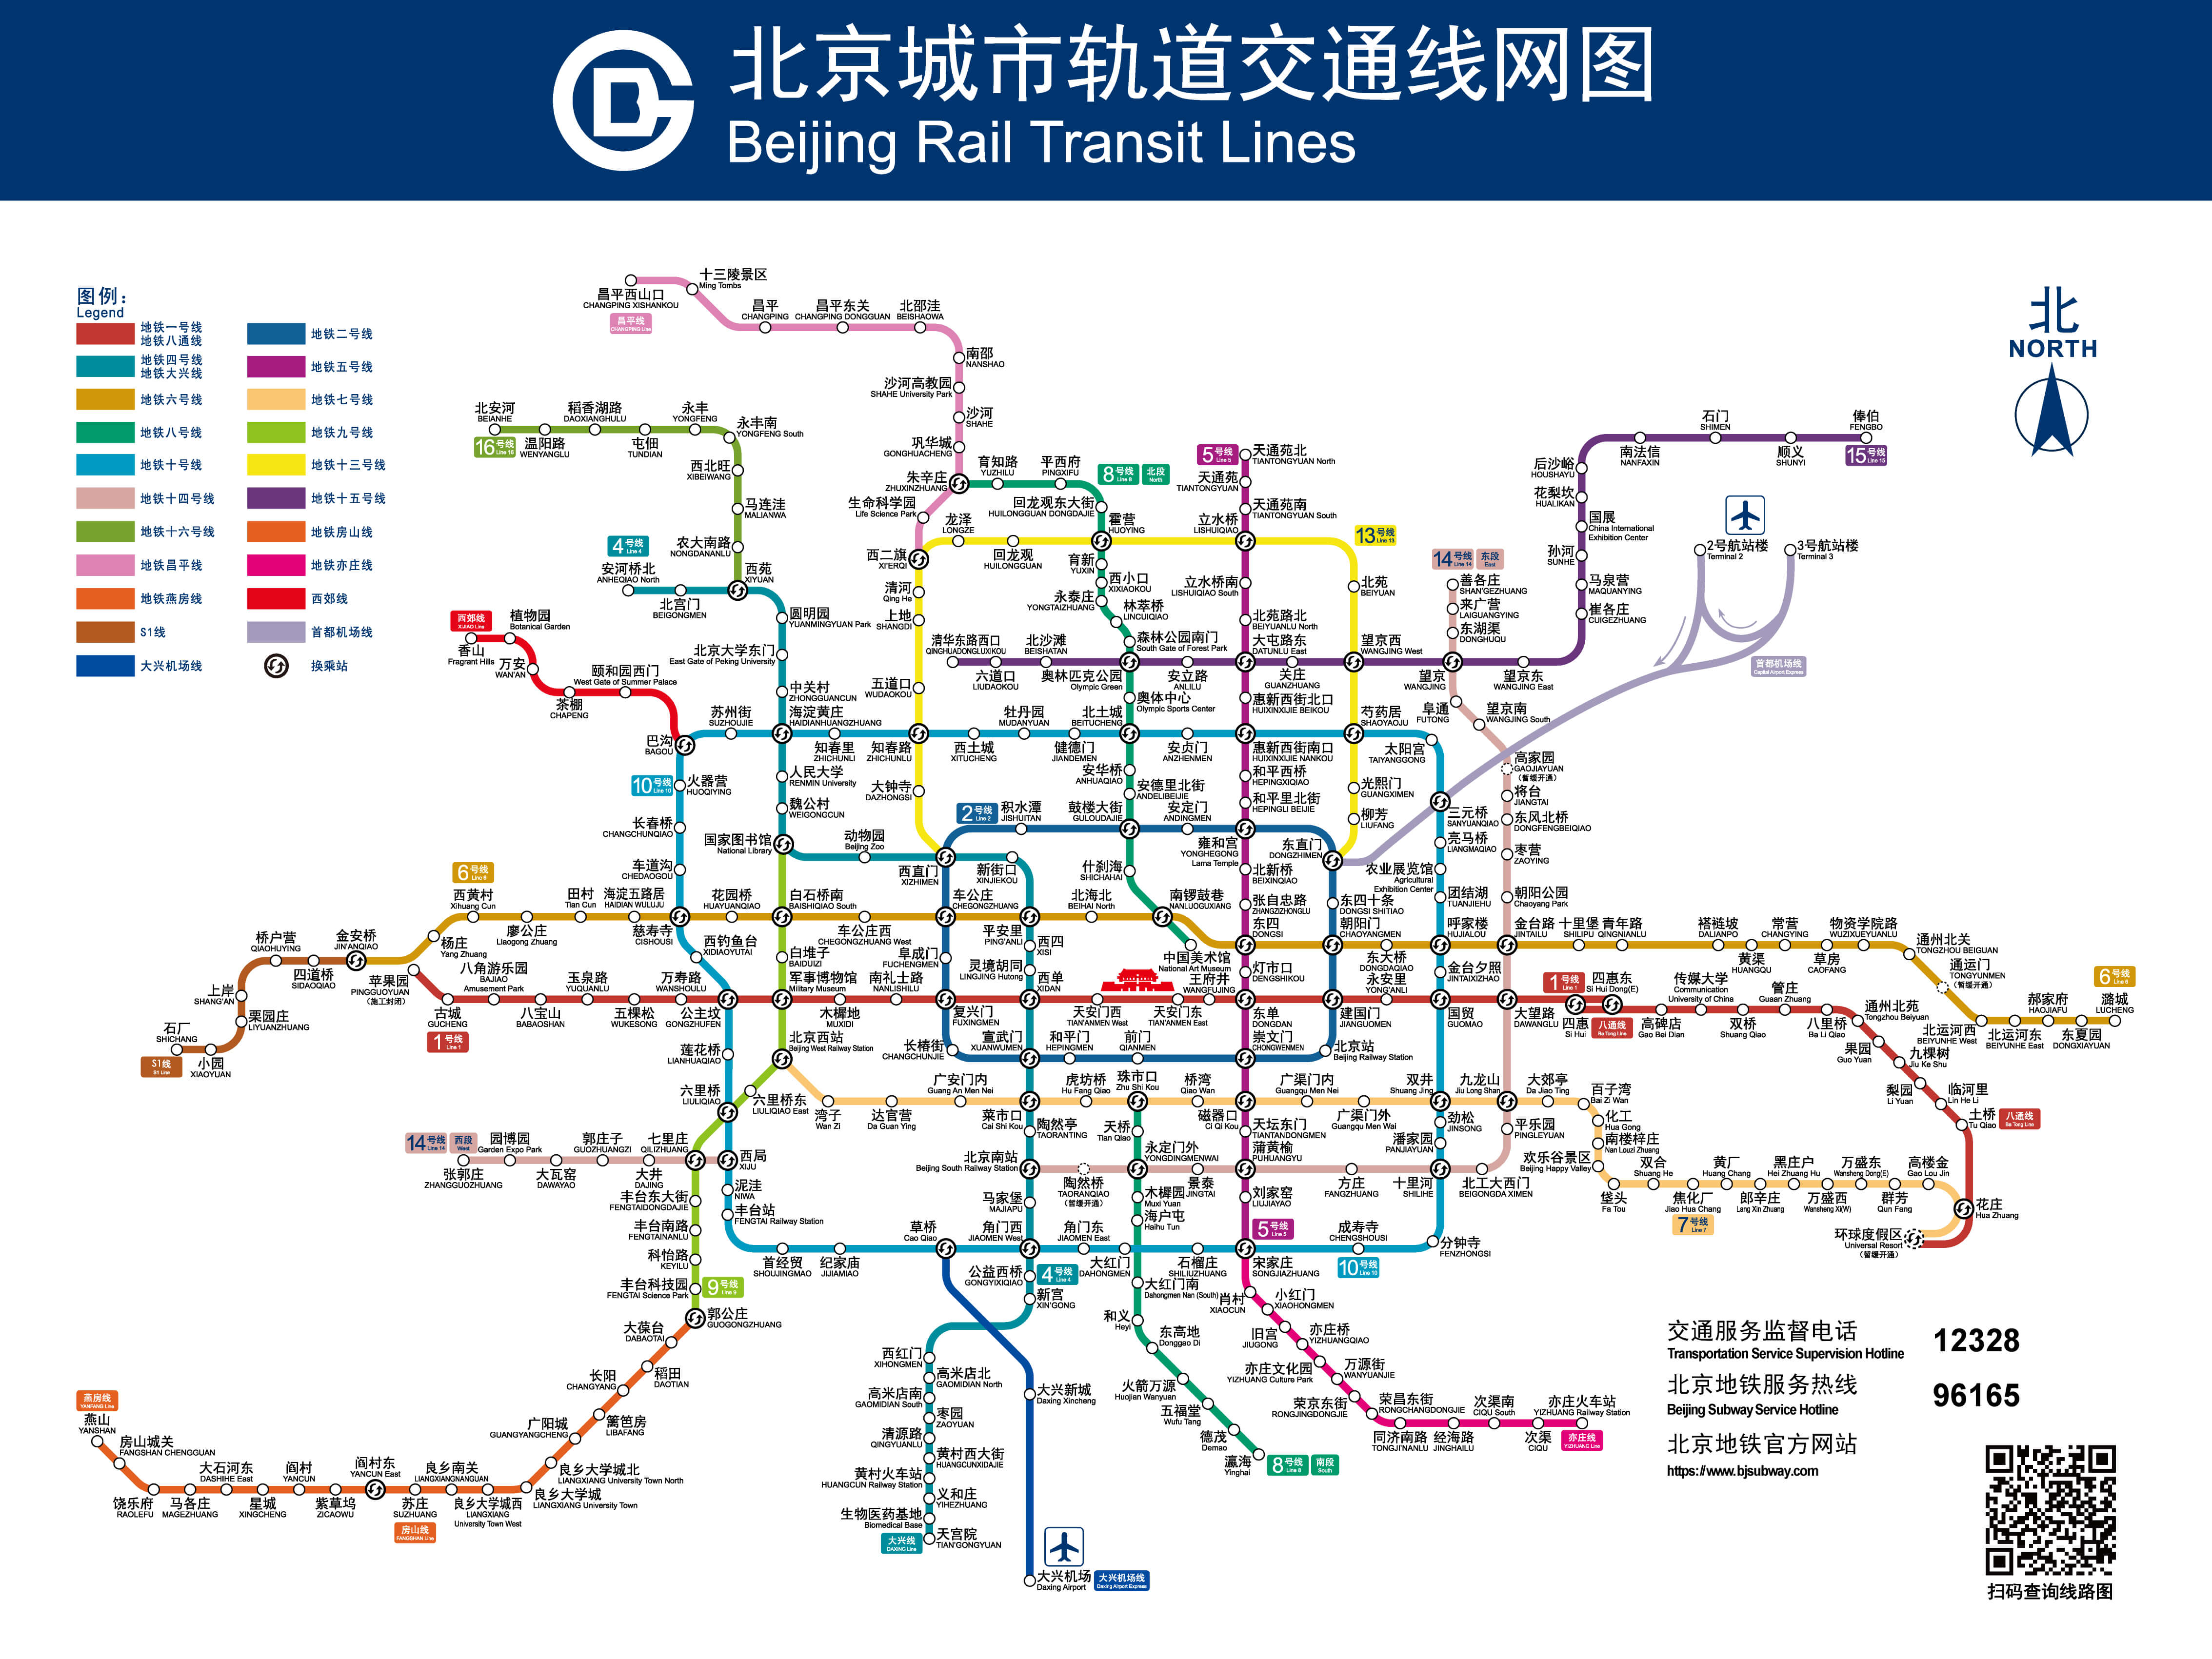 北京城市轨道交通线网图
Beijing Rail Transit Lines
图例：
Legend
地铁一号线
地铁八通线
地铁二号线
地铁四号线
地铁大兴线
地铁五号线
地铁六号线
地铁七号线
地铁八号线
地铁九号线
地铁十号线
地铁十三号线
地铁十四号线
地铁十五号线
地铁十六号线
地铁房山线
地铁昌平线
地铁亦庄线
地铁燕房线
西郊线
S1线
首都机场线
大兴机场线
换乘站
北
NORTH
昌平西山口
CHANGPING XISHANKOU
昌平线
CHANGPING Line
十三陵景区
Ming Tombs
昌平
CHANGPING
昌平东关
CHANGPING DONGGUAN
北邵洼
BEISHAOWA
南邵
NANSHAO
沙河高教园
SHAHE University Park
沙河
SHAHE
巩华城
GONGHUACHENG
朱辛庄
ZHUXINZHUANG
生命科学园
Life Science Park
西二旗
XI'ERQI
育知路
YUZHILU
平西府
PINGXIFU
8号线
Line 8
北段
North
回龙观东大街
HUILONGGUAN DONGDAJIE
霍营
HUOYING
育新
YUXIN
西小口
XIXIAOKOU
永泰庄
YONGTAIZHUANG
林萃桥
LINCUIQIAO
森林公园南门
South Gate of Forest Park
奥林匹克公园
Olympic Green
奥体中心
Olympic Sports Center
北土城
BEITUCHENG
安华桥
ANHUAQIAO
安德里北街
ANDELIBEIJIE
鼓楼大街
GULOUDAJIE
什刹海
SHICHAHAI
南锣鼓巷
NANLUOGUXIANG
中国美术馆
National Art Museum
北安河
BEIANHE
16号线
Line 16
温阳路
WENYANGLU
稻香湖路
DAOXIANGHULU
屯佃
TUNDIAN
永丰
YONGFENG
永丰南
YONGFENG South
西北旺
XIBEIWANG
马连洼
MALIANWA
农大南路
NONGDANANLU
西苑
XIYUAN
4号线
Line 4
安河桥北
ANHEQIAO North
北宫门
BEIGONGMEN
圆明园
YUANMINGYUAN Park
北京大学东门
East Gate of Peking University
中关村
ZHONGGUANCUN
海淀黄庄
HAIDIANHUANGZHUANG
人民大学
RENMIN University
魏公村
WEIGONGCUN
国家图书馆
National Library
动物园
Beijing Zoo
西直门
XIZHIMEN
新街口
XINJIEKOU
平安里
PING'ANLI
西四
XISI
灵境胡同
LINGJING Hutong
西单
XIDAN
宣武门
XUANWUMEN
菜市口
Cai Shi Kou
陶然亭
TAORANTING
北京南站
Beijing South Railway Station
马家堡
MAJIAPU
角门西
JIAOMEN West
公益西桥
GONGYIXIQIAO
4号线
Line 4
新宫
XIN'GONG
西红门
XIHONGMEN
高米店北
GAOMIDIAN North
高米店南
GAOMIDIAN South
枣园
ZAOYUAN
清源路
QINGYUANLU
黄村西大街
HUANGCUNXIDAJIE
黄村火车站
HUANGCUN Railway Station
义和庄
YIHEZHUANG
生物医药基地
Biomedical Base
天宫院
TIAN'GONGYUAN
大兴线
DAXING Line
西郊线
XIJIAO Line
香山
Fragrant Hills
植物园
Botanical Garden
万安
WAN'AN
茶棚
CHAPENG
颐和园西门
West Gate of Summer Palace
巴沟
BAGOU
龙泽
LONGZE
回龙观
HUILONGGUAN
清河
Qing He
上地
SHANGDI
五道口
WUDAOKOU
知春路
ZHICHUNLU
大钟寺
DAZHONGSI
立水桥
LISHUIQIAO
13号线
Line 13
北苑
BEIYUAN
望京西
WANGJING West
芍药居
SHAOYAOJU
光熙门
GUANGXIMEN
柳芳
LIUFANG
东直门
DONGZHIMEN
5号线
Line 5
天通苑北
TIANTONGYUAN North
天通苑
TIANTONGYUAN
天通苑南
TIANTONGYUAN South
立水桥南
LISHUIQIAO South
北苑路北
BEIYUANLU North
大屯路东
DATUNLU East
惠新西街北口
HUIXINXIJIE BEIKOU
惠新西街南口
HUIXINXIJIE NANKOU
和平西桥
HEPINGXIQIAO
和平里北街
HEPINGLI BEIJIE
雍和宫
YONGHEGONG
Lama Temple
北新桥
BEIXINQIAO
张自忠路
ZHANGZIZHONGLU
东四
DONGSI
灯市口
DENGSHIKOU
东单
DONGDAN
崇文门
CHONGWENMEN
磁器口
Ci Qi Kou
天坛东门
TIANTANDONGMEN
蒲黄榆
PUHUANGYU
刘家窑
LIUJIAYAO
5号线
Line 5
宋家庄
SONGJIAZHUANG
清华东路西口
QINGHUADONGLUXIKOU
六道口
LIUDAOKOU
北沙滩
BEISHATAN
安立路
ANLILU
关庄
GUANZHUANG
望京
WANGJING
望京东
WANGJING East
崔各庄
CUIGEZHUANG
马泉营
MAQUANYING
孙河
SUNHE
国展
China International
Exhibition Center
花梨坎
HUALIKAN
后沙峪
HOUSHAYU
南法信
NANFAXIN
石门
SHIMEN
顺义
SHUNYI
俸伯
FENGBO
15号线
Line 15
2号航站楼
Terminal 2
3号航站楼
Terminal 3
首都机场线
Capital Airport Express
14号线
Line 14
东段
East
善各庄
SHAN'GEZHUANG
来广营
LAIGUANGYING
东湖渠
DONGHUQU
阜通
FUTONG
望京南
WANGJING South
高家园
GAOJIAYUAN
（暂缓开通）
将台
JIANGTAI
东风北桥
DONGFENGBEIQIAO
枣营
ZAOYING
朝阳公园
Chaoyang Park
金台路
JINTAILU
大望路
DAWANGLU
九龙山
Jiu Long Shan
平乐园
PINGLEYUAN
北工大西门
BEIGONGDA XIMEN
十里河
SHILIHE
方庄
FANGZHUANG
景泰
JINGTAI
永定门外
YONGDINGMENWAI
陶然桥
TAORANQIAO
（暂缓开通）
苏州街
SUZHOUJIE
知春里
ZHICHUNLI
西土城
XITUCHENG
牡丹园
MUDANYUAN
健德门
JIANDEMEN
安贞门
ANZHENMEN
太阳宫
TAIYANGGONG
三元桥
SANYUANQIAO
亮马桥
LIANGMAQIAO
农业展览馆
Agricultural
Exhibition Center
团结湖
TUANJIEHU
呼家楼
HUJIALOU
金台夕照
JINTAIXIZHAO
国贸
GUOMAO
双井
Shuang Jing
劲松
JINSONG
潘家园
PANJIAYUAN
分钟寺
FENZHONGSI
成寿寺
CHENGSHOUSI
10号线
Line 10
石榴庄
SHILIUZHUANG
大红门
DAHONGMEN
角门东
JIAOMEN East
草桥
Cao Qiao
纪家庙
JIJIAMIAO
首经贸
SHOUJINGMAO
丰台站
FENGTAI Railway Station
泥洼
NIWA
西局
XIJU
六里桥
LIULIQIAO
莲花桥
LIANHUAQIAO
公主坟
GONGZHUFEN
西钓鱼台
XIDIAOYUTAI
慈寿寺
CISHOUSI
车道沟
CHEDAOGOU
长春桥
CHANGCHUNQIAO
火器营
HUOQIYING
10号线
Line 10
2号线
Line 2
积水潭
JISHUITAN
安定门
ANDINGMEN
东四十条
DONGSI SHITIAO
朝阳门
CHAOYANGMEN
建国门
JIANGUOMEN
北京站
Beijing Railway Station
前门
QIANMEN
和平门
HEPINGMEN
长椿街
CHANGCHUNJIE
复兴门
FUXINGMEN
阜成门
FUCHENGMEN
车公庄
CHEGONGZHUANG
6号线
Line 6
金安桥
JIN'ANQIAO
杨庄
Yang Zhuang
西黄村
Xihuang Cun
廖公庄
Liaogong Zhuang
田村
Tian Cun
海淀五路居
HAIDIAN WULUJU
花园桥
HUAYUANQIAO
白石桥南
BAISHIQIAO South
车公庄西
CHEGONGZHUANG West
北海北
BEIHAI North
东大桥
DONGDAQIAO
十里堡
SHILIPU
青年路
QINGNIANLU
褡裢坡
DALIANPO
黄渠
HUANGQU
常营
CHANGYING
草房
CAOFANG
物资学院路
WUZIXUEYUANLU
通州北关
TONGZHOU BEIGUAN
通运门
TONGYUNMEN
（暂缓开通）
北运河西
BEIYUNHE West
北运河东
BEIYUNHE East
郝家府
HAOJIAFU
东夏园
DONGXIAYUAN
潞城
LUCHENG
6号线
Line 6
S1线
S1 Line
石厂
SHICHANG
小园
XIAOYUAN
栗园庄
LIYUANZHUANG
上岸
SHANG'AN
桥户营
QIAOHUYING
四道桥
SIDAOQIAO
苹果园
PINGGUOYUAN
（施工封闭）
古城
GUCHENG
1号线
Line 1
八角游乐园
BAJIAO
Amusement Park
八宝山
BABAOSHAN
玉泉路
YUQUANLU
五棵松
WUKESONG
万寿路
WANSHOULU
军事博物馆
Military Museum
木樨地
MUXIDI
南礼士路
NANLISHILU
天安门西
TIAN'ANMEN West
天安门东
TIAN'ANMEN East
王府井
WANGFUJING
永安里
YONG'ANLI
1号线
Line 1
四惠
Si Hui
四惠东
Si Hui Dong(E)
八通线
Ba Tong Line
高碑店
Gao Bei Dian
传媒大学
Communication
University of China
双桥
Shuang Qiao
管庄
Guaan Zhuang
八里桥
Ba Li Qiao
通州北苑
Tongzhou Beiyuan
果园
Guo Yuan
九棵树
Jiu Ke Shu
梨园
Li Yuan
临河里
Lin He Li
土桥
Tu Qiao
八通线
Ba Tong Line
花庄
Hua Zhuang
环球度假区
Universal Resort
（暂缓开通）
白堆子
BAIDUIZI
北京西站
Beijing West Railway Station
六里桥东
LIULIQIAO East
七里庄
QILIZHUANG
丰台东大街
FENGTAIDONGDAJIE
丰台南路
FENGTAINANLU
科怡路
KEYILU
丰台科技园
FENGTAI Science Park
9号线
Line 9
郭公庄
GUOGONGZHUANG
湾子
Wan Zi
达官营
Da Guan Ying
广安门内
Guang An Men Nei
虎坊桥
Hu Fang Qiao
珠市口
Zhu Shi Kou
桥湾
Qiao Wan
广渠门内
Guangqu Men Nei
广渠门外
Guangqu Men Wai
大郊亭
Da Jiao Ting
百子湾
Bai Zi Wan
化工
Hua Gong
南楼梓庄
Nan Louzi Zhuang
欢乐谷景区
Beijing Happy Valley
垡头
Fa Tou
双合
Shuang He
焦化厂
Jiao Hua Chang
7号线
Line 7
黄厂
Huang Chang
郎辛庄
Lang Xin Zhuang
黑庄户
Hei Zhuang Hu
万盛西
Wansheng Xi(W)
万盛东
Wansheng Dong(E)
群芳
Qun Fang
高楼金
Gao Lou Jin
14号线
Line 14
西段
West
张郭庄
ZHANGGUOZHUANG
园博园
Garden Expo Park
大瓦窑
DAWAYAO
郭庄子
GUOZHUANGZI
大井
DAJING
天桥
Tian Qiao
木樨园
Muxi Yuan
海户屯
Haihu Tun
大红门南
Dahongmen Nan (South)
和义
Heyi
东高地
Donggao Di
火箭万源
Huojian Wanyuan
五福堂
Wufu Tang
德茂
Demao
瀛海
Yinghai
8号线
Line 8
南段
South
肖村
XIAOCUN
小红门
XIAOHONGMEN
旧宫
JIUGONG
亦庄桥
YIZHUANGQIAO
亦庄文化园
YIZHUANG Culture Park
万源街
WANYUANJIE
荣京东街
RONGJINGDONGJIE
荣昌东街
RONGCHANGDONGJIE
同济南路
TONGJI'NANLU
经海路
JINGHAILU
次渠南
CIQU South
次渠
CIQU
亦庄火车站
YIZHUANG Railway Station
亦庄线
YIZHUANG Line
大葆台
DABAOTAI
稻田
DAOTIAN
长阳
CHANGYANG
篱笆房
LIBAFANG
广阳城
GUANGYANGCHENG
良乡大学城北
LIANGXIANG University Town North
良乡大学城
LIANGXIANG University Town
良乡大学城西
LIANGXIANG
University Town West
良乡南关
LIANGXIANGNANGUAN
苏庄
SUZHUANG
房山线
FANGSHAN Line
阎村东
YANCUN East
紫草坞
ZICAOWU
阎村
YANCUN
星城
XINGCHENG
大石河东
DASHIHE East
马各庄
MAGEZHUANG
饶乐府
RAOLEFU
房山城关
FANGSHAN CHENGGUAN
燕山
YANSHAN
燕房线
YANFANG Line
大兴新城
Daxing Xincheng
大兴机场
Daxing Airport
大兴机场线
Daxing Airport Express
交通服务监督电话
Transportation Service Supervision Hotline
12328
北京地铁服务热线
Beijing Subway Service Hotline
96165
北京地铁官方网站
https://www.bjsubway.com
扫码查询线路图